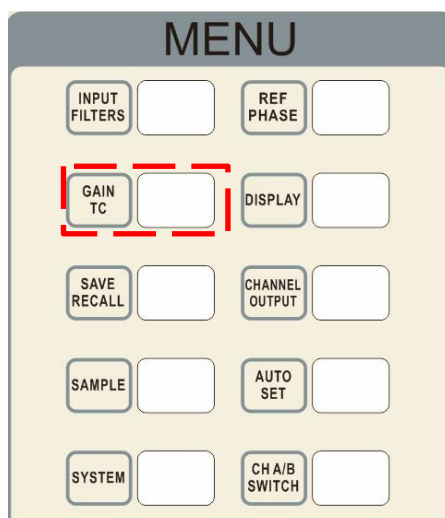 MENU
INPUT
FILTERS
REF
PHASE
GAIN
TC
DISPLAY
SAVE
RECALL
CHANNEL
OUTPUT
SAMPLE
AUTO
SET
SYSTEM
CH A/B
SWITCH